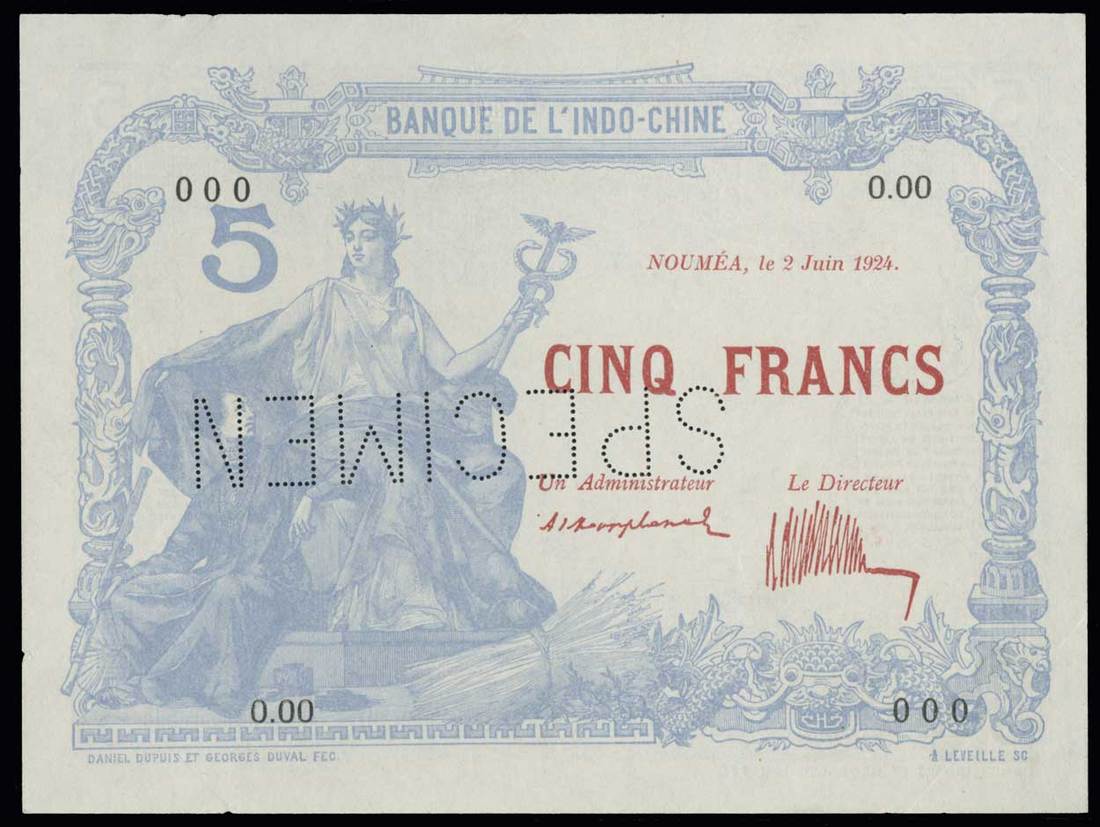 BANQUE DE L'INDO-CHINE
000
0.00
5
NOUMÉA, le 2 Juin 1924.
CINQ FRANCS
SPECIMEN
Un Administrateur
Le Directeur
0.00
000
DANIEL DUPUIS ET GEORGES DUVAL FEC.
A LEVEILLE SC